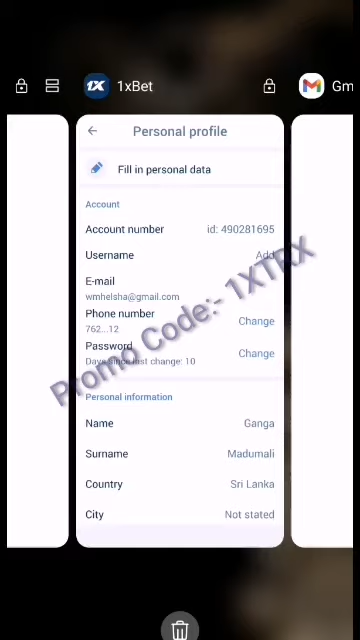 1xBet
Gm
Personal profile
Fill in personal data
Account
Account number id: 490281695
Username Add
E-mail
wmhelsha@gmail.com
Phone number
762...12 Change
Password
Days since last change: 10 Change
Promo Code:- 1XTRX
Personal information
Name Ganga
Surname Madumali
Country Sri Lanka
City Not stated